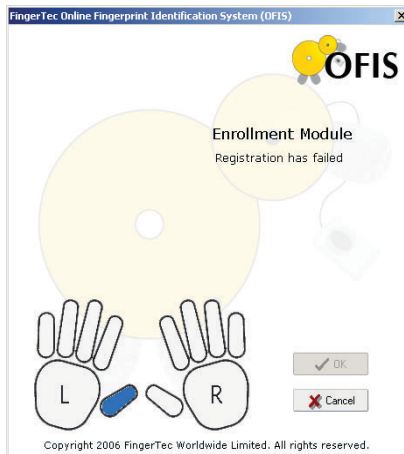 FingerTec Online Fingerprint Identification System (OFIS)
OFIS
Enrollment Module
Registration has failed
L
R
OK
Cancel
Copyright 2006 FingerTec Worldwide Limited. All rights reserved.